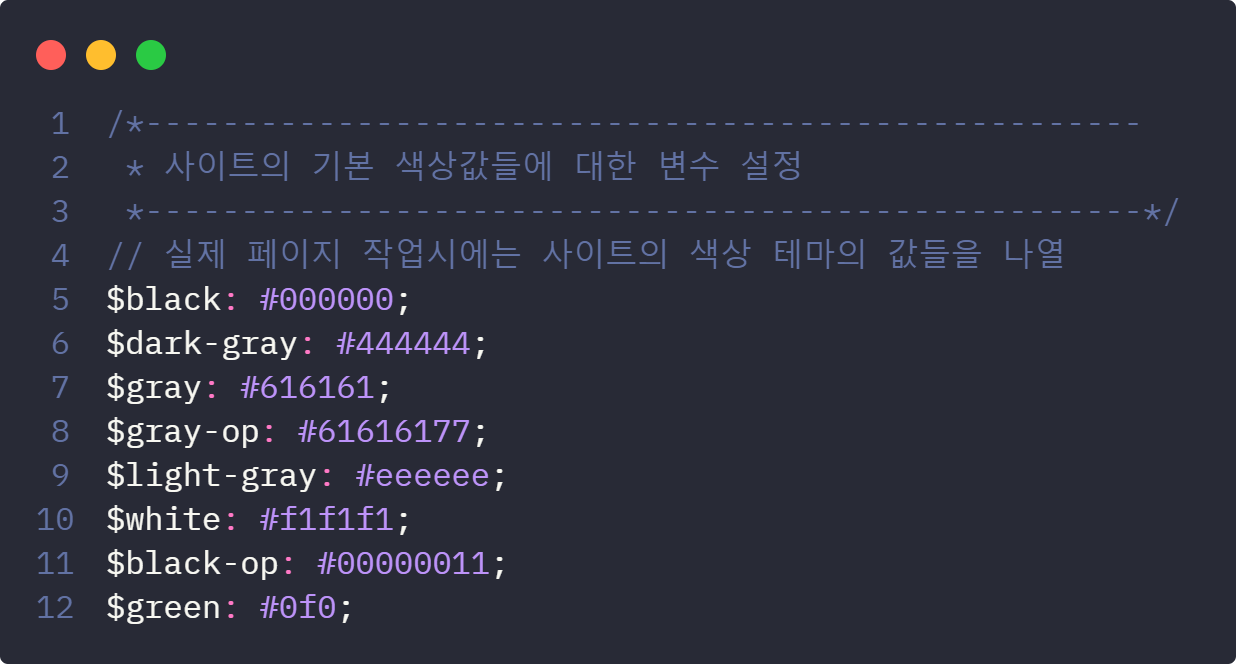 1 /*----------------------------------------------------
2  * 사이트의 기본 색상값들에 대한 변수 설정
3  *----------------------------------------------------*/
4 // 실제 페이지 작업시에는 사이트의 색상 테마의 값들을 나열
5 $black: #000000;
6 $dark-gray: #444444;
7 $gray: #616161;
8 $gray-op: #61616177;
9 $light-gray: #eeeeee;
10 $white: #f1f1f1;
11 $black-op: #00000011;
12 $green: #0f0;